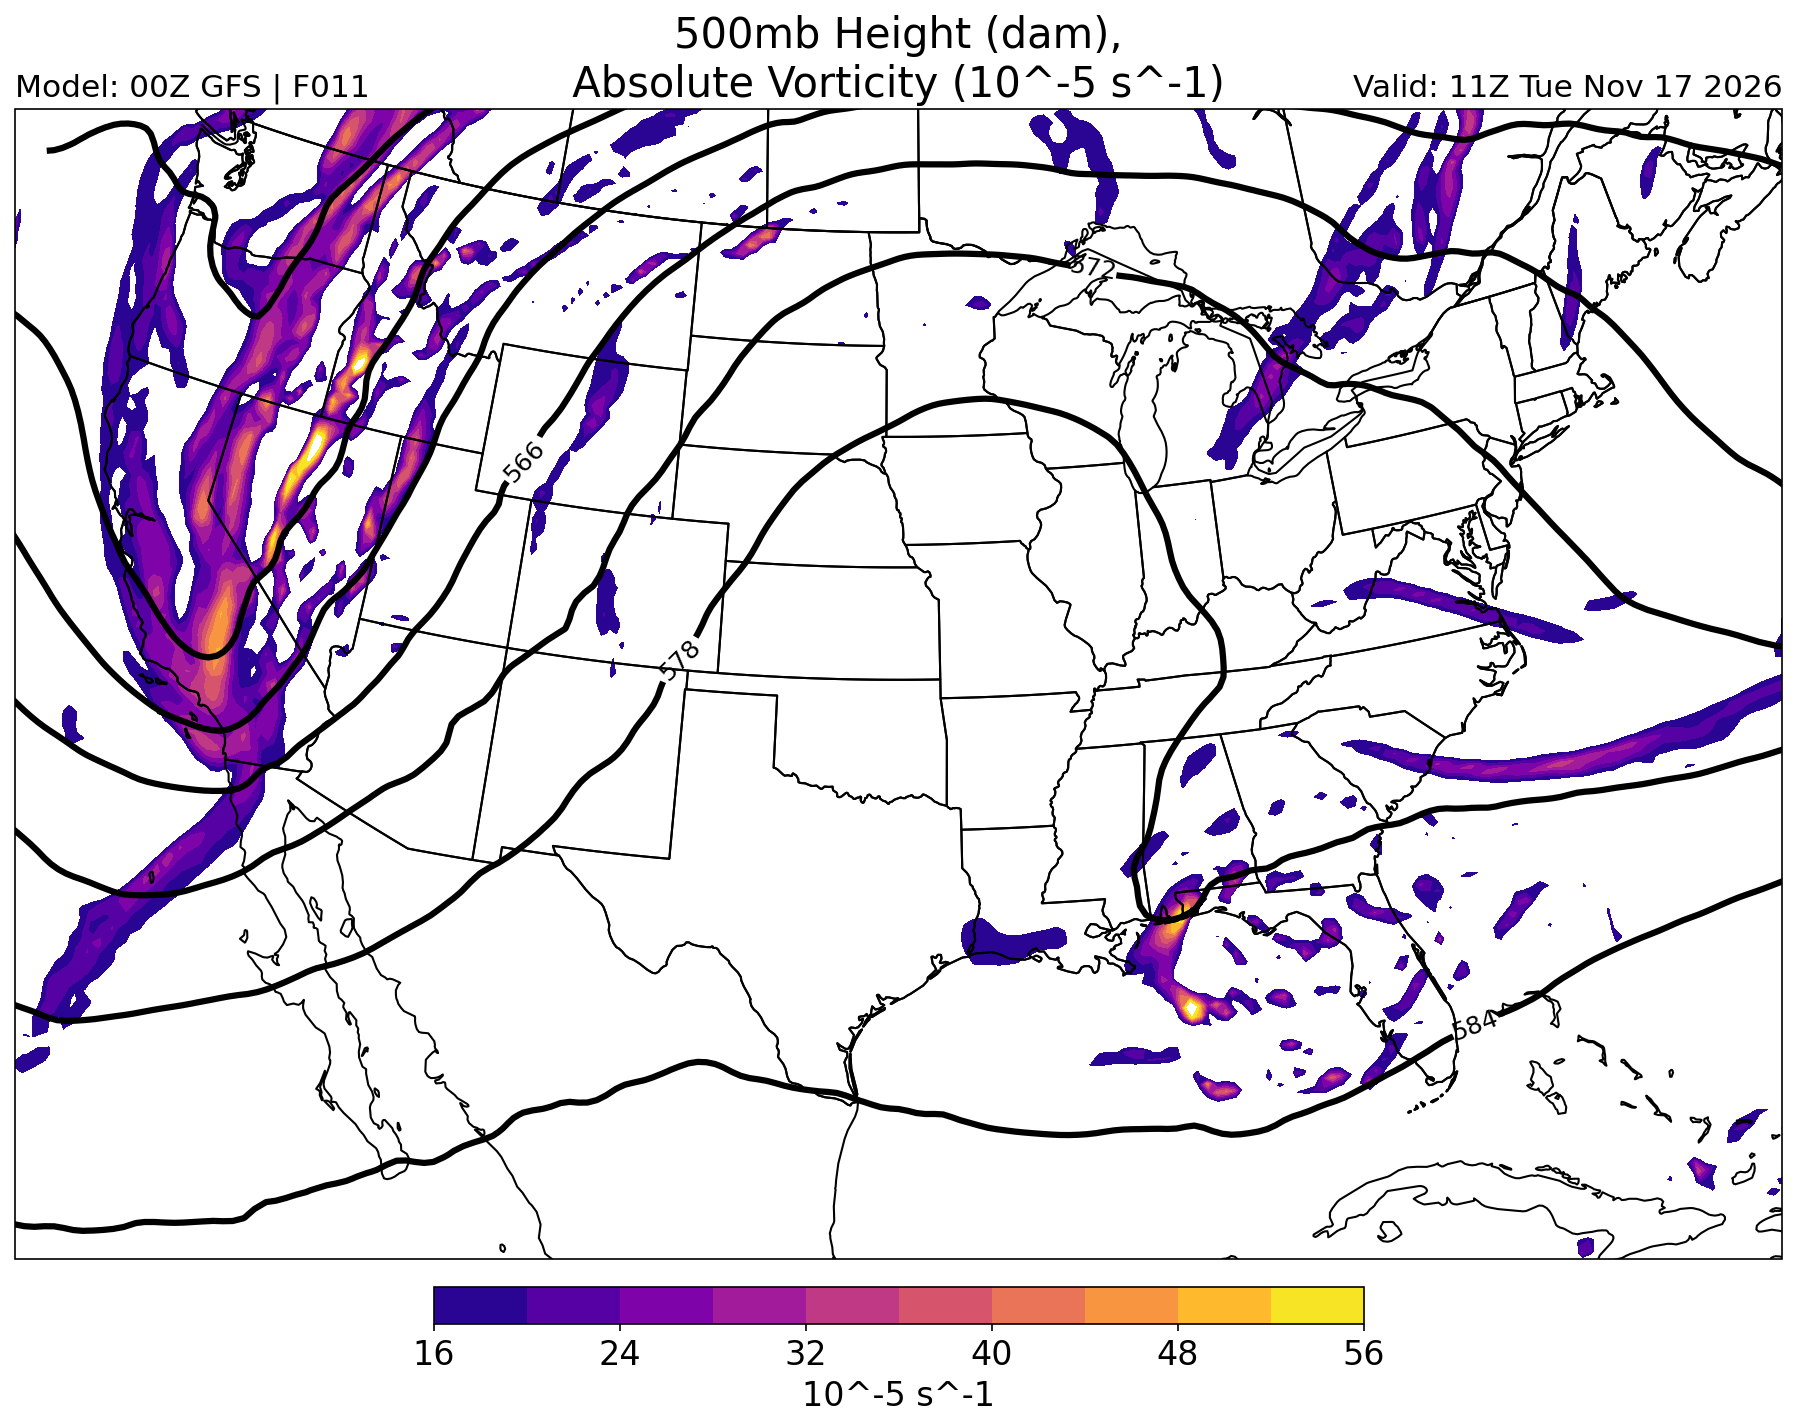 500mb Height (dam),
Absolute Vorticity (10^-5 s^-1)
Model: 00Z GFS | F011
Valid: 11Z Tue Nov 17 2026
572
566
578
584
16 24 32 40 48 56
10^-5 s^-1